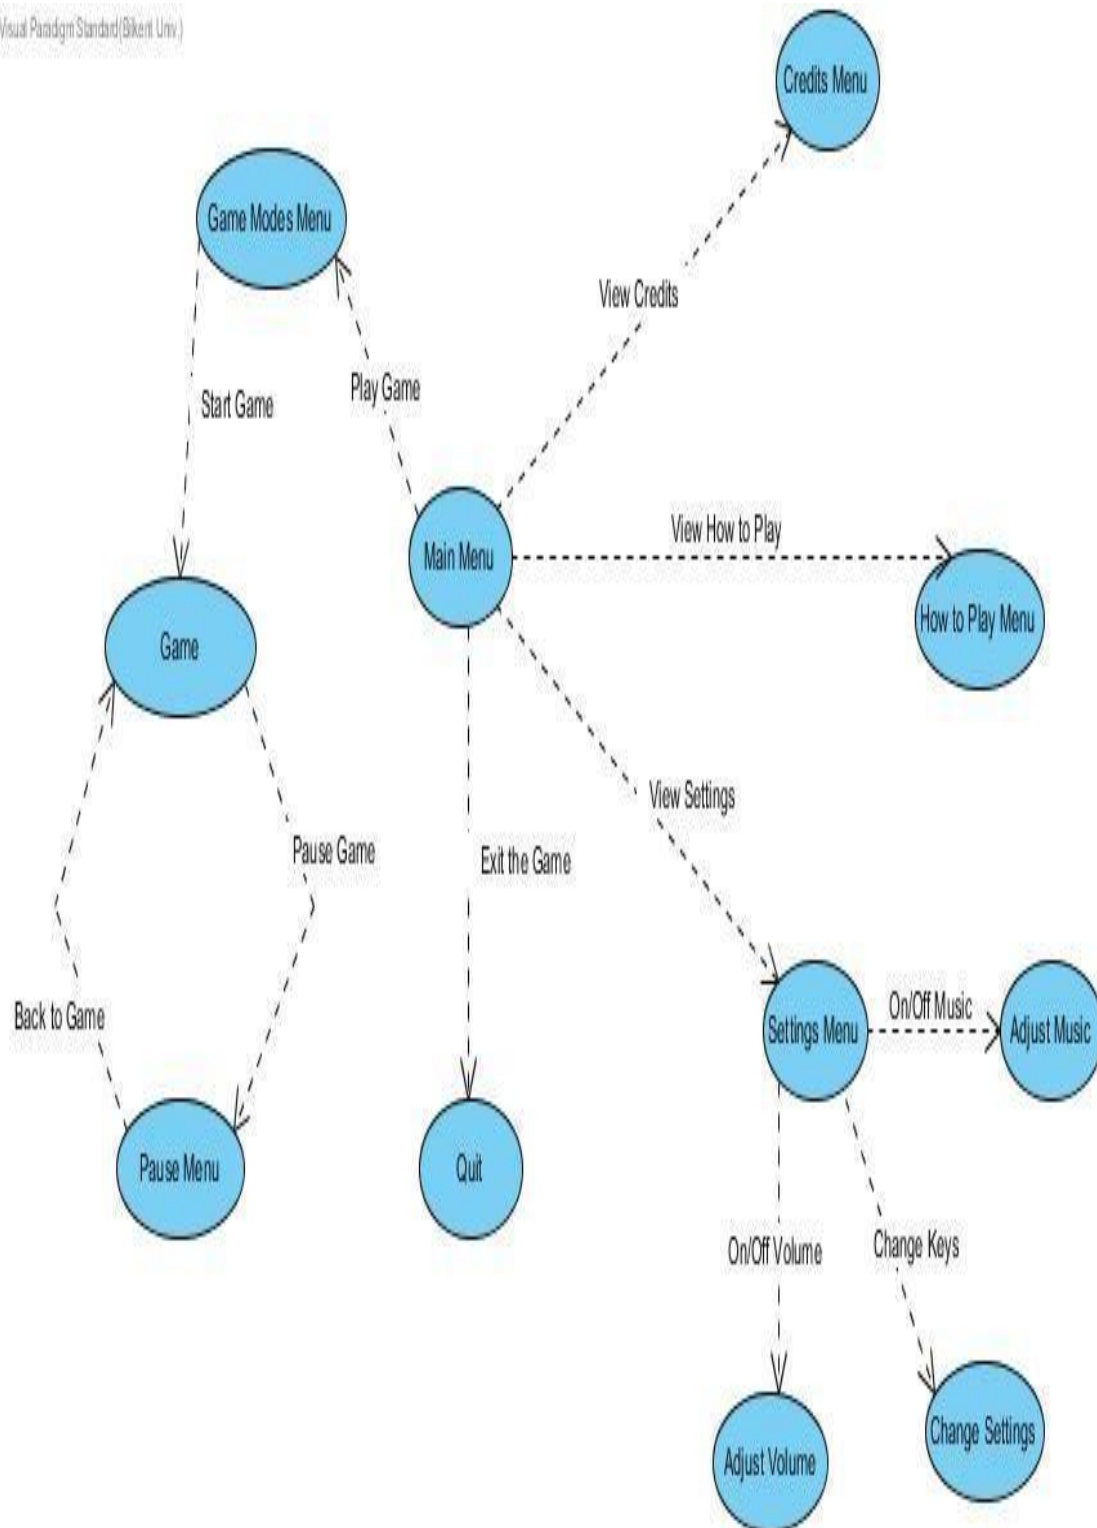 Visual Paradigm Standard(Bilkent Univ.)
Credits Menu
Game Modes Menu
View Credits
Play Game
Start Game
View How to Play
Main Menu
How to Play Menu
Game
View Settings
Pause Game
Exit the Game
On/Off Music
Back to Game
Settings Menu
Adjust Music
Pause Menu
Quit
On/Off Volume
Change Keys
Change Settings
Adjust Volume